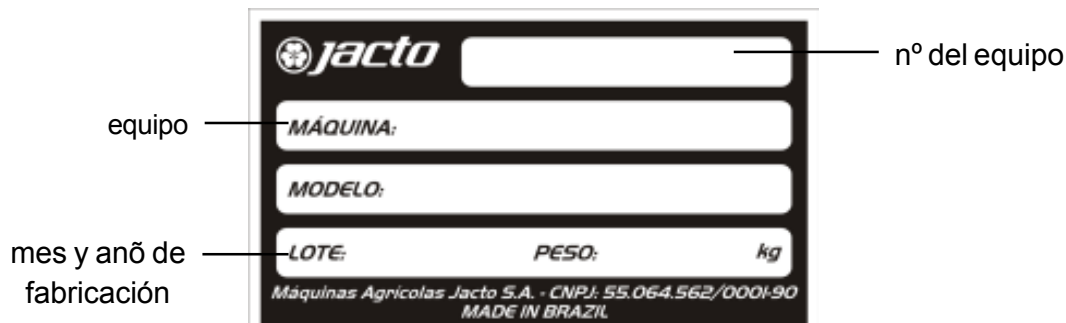 jacto
nº del equipo
equipo
MÁQUINA:
MODELO:
mes y anõ de
fabricación
LOTE: PESO: kg
Máquinas Agrícolas Jacto S.A. - CNPJ: 55.064.562/0001-90
MADE IN BRAZIL